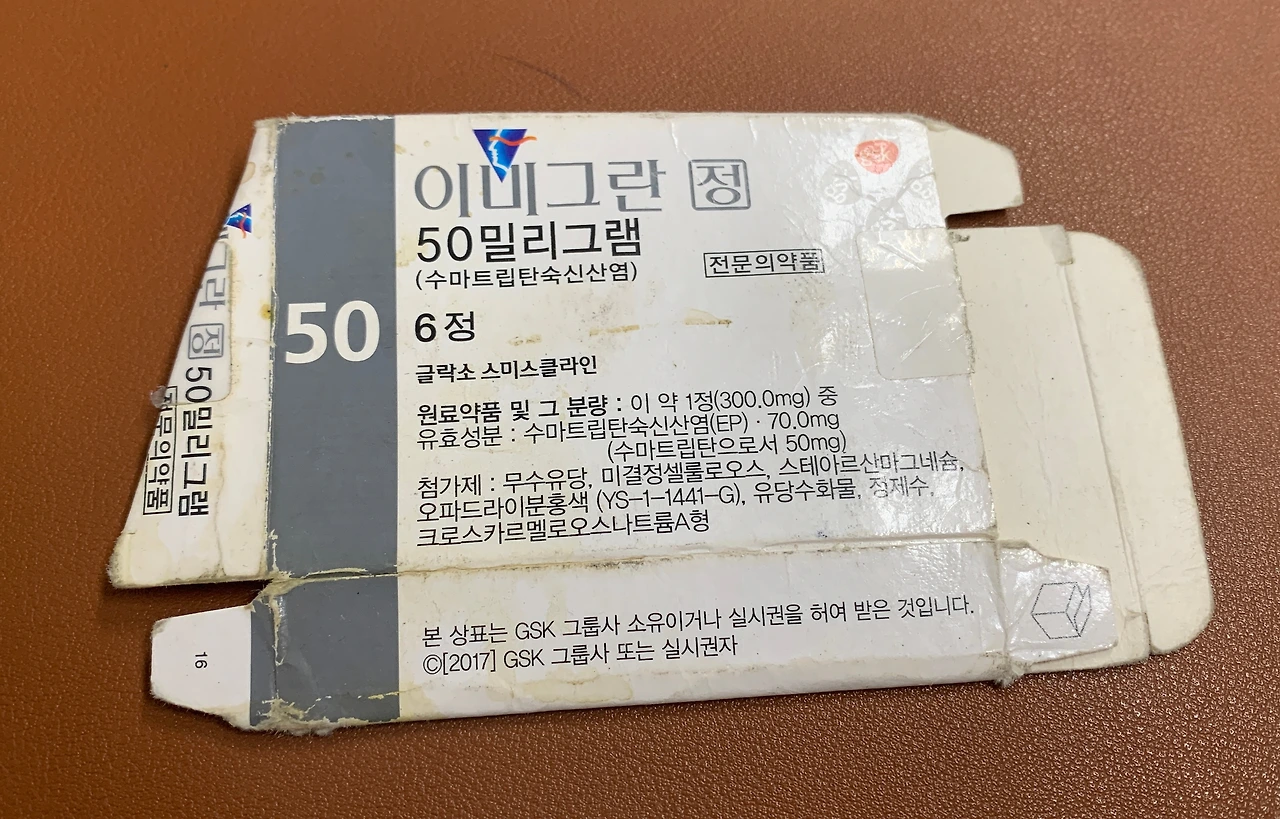 이미그란 정
50밀리그램
(수마트립탄숙신산염)
전문의약품
50
6정
글락소 스미스클라인
원료약품 및 그 분량 : 이 약 1정(300.0mg) 중
유효성분 : 수마트립탄숙신산염(EP) · 70.0mg
(수마트립탄으로서 50mg)
첨가제 : 무수유당, 미결정셀룰로오스, 스테아르산마그네슘,
오파드라이분홍색 (YS-1-1441-G), 유당수화물, 정제수,
크로스카르멜로오스나트륨A형
본 상표는 GSK 그룹사 소유이거나 실시권을 허여 받은 것입니다.
©[2017] GSK 그룹사 또는 실시권자
정 50밀리그램
전문의약품
16
gsk